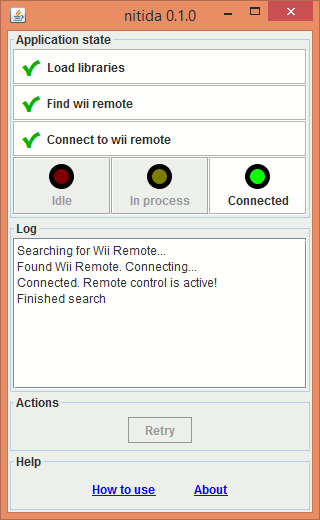 nitida 0.1.0
Application state
Load libraries
Find wii remote
Connect to wii remote
Idle
In process
Connected
Log
Searching for Wii Remote...
Found Wii Remote. Connecting...
Connected. Remote control is active!
Finished search
Actions
Retry
Help
How to use
About